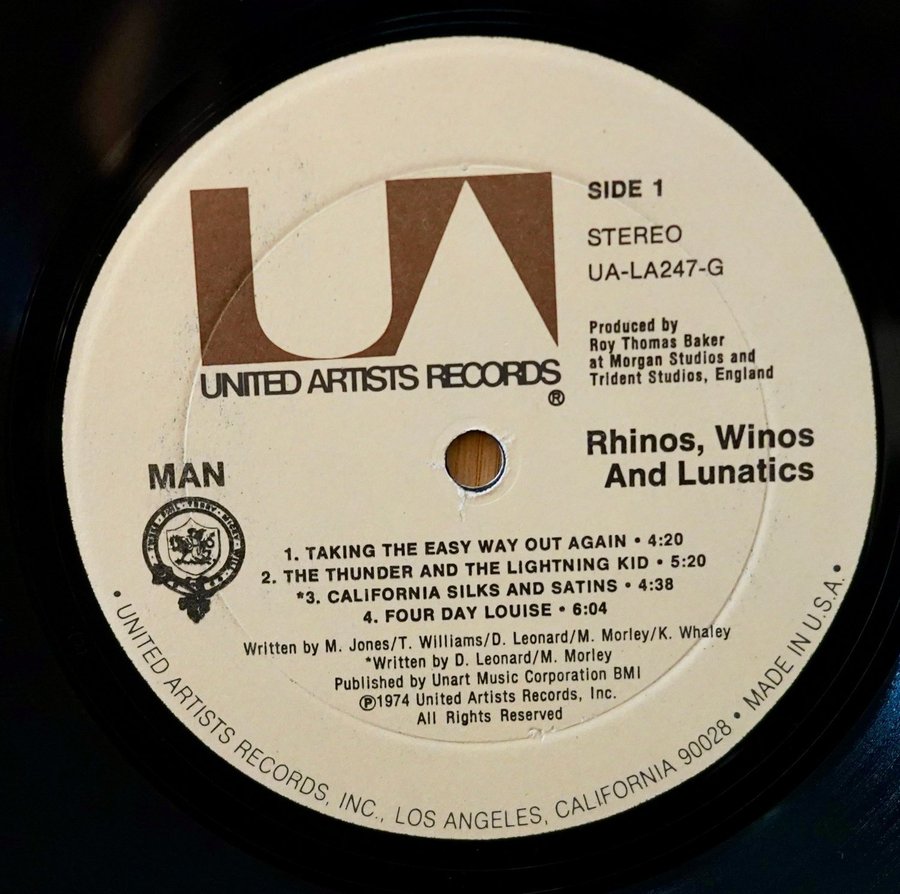 SIDE 1
STEREO
UA-LA247-G
UNITED ARTISTS RECORDS
®
Produced by
Roy Thomas Baker
at Morgan Studios and
Trident Studios, England
MAN
Rhinos, Winos
And Lunatics
1. TAKING THE EASY WAY OUT AGAIN • 4:20
2. THE THUNDER AND THE LIGHTNING KID • 5:20
*3. CALIFORNIA SILKS AND SATINS • 4:38
4. FOUR DAY LOUISE • 6:04
Written by M. Jones/T. Williams/D. Leonard/M. Morley/K. Whaley
*Written by D. Leonard/M. Morley
Published by Unart Music Corporation BMI
Ⓟ1974 United Artists Records, Inc.
All Rights Reserved
• UNITED ARTISTS RECORDS, INC., LOS ANGELES, CALIFORNIA 90028 • MADE IN U.S.A. •